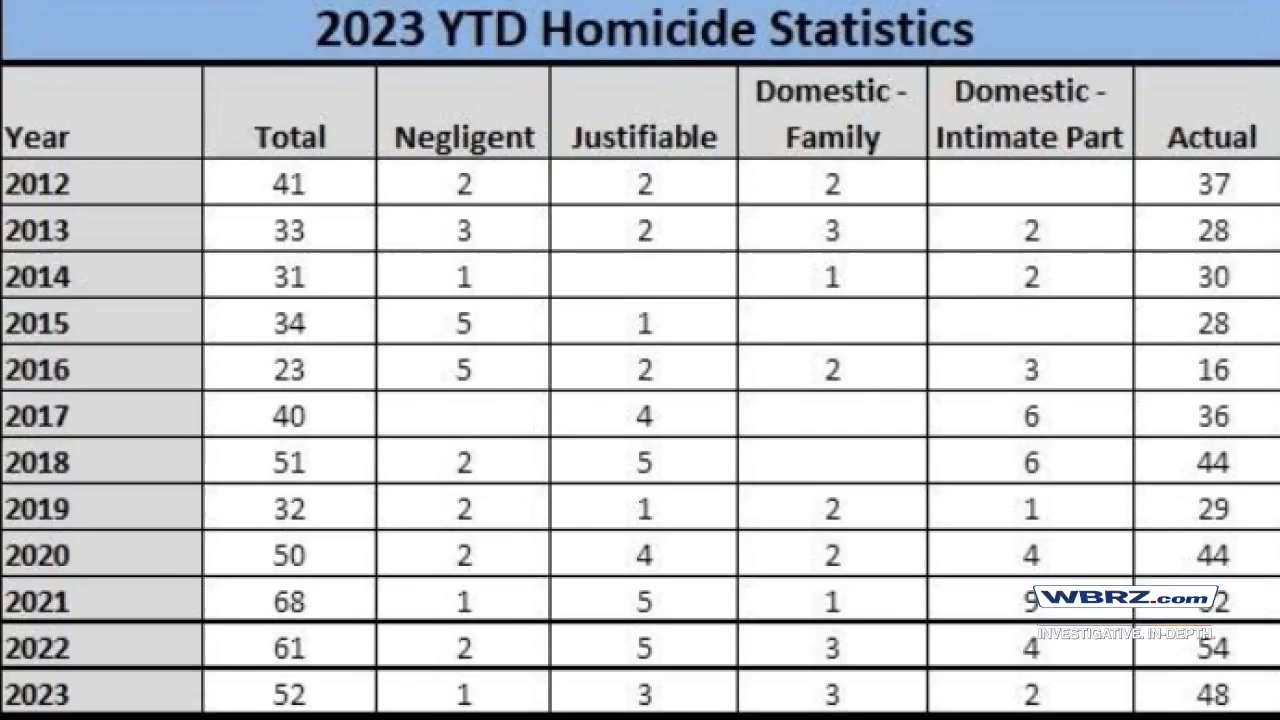 2023 YTD Homicide Statistics
Domestic - Domestic -
Year Total Negligent Justifiable Family Intimate Part Actual
2012 41 2 2 2 37
2013 33 3 2 3 2 28
2014 31 1 1 2 30
2015 34 5 1 28
2016 23 5 2 2 3 16
2017 40 4 6 36
2018 51 2 5 6 44
2019 32 2 1 2 1 29
2020 50 2 4 2 4 44
2021 68 1 5 1 9
WBRZ.com
INVESTIGATIVE. IN-DEPTH.
2022 61 2 5 3 4 54
2023 52 1 3 3 2 48